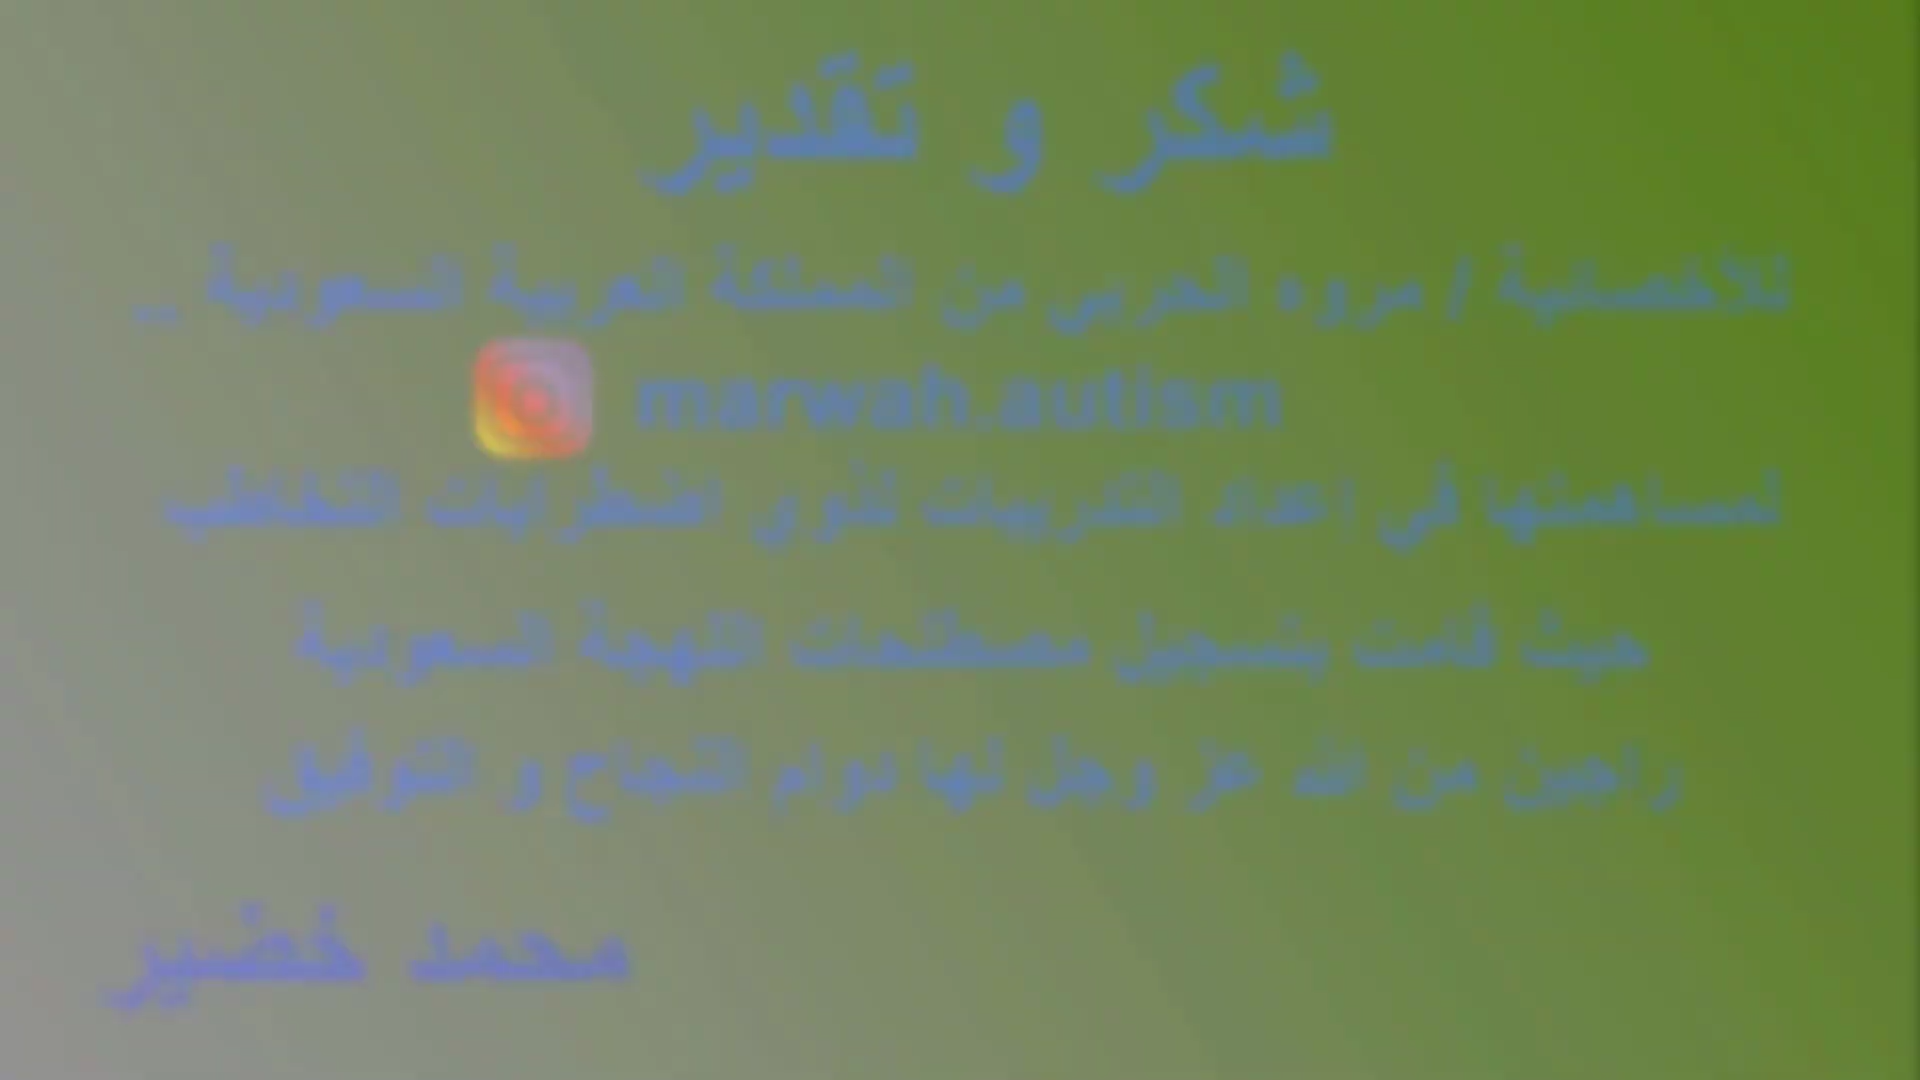 شكر و تقدير
للأخصائية / مروه الحربي من المملكة العربية السعودية ..
marwah.autism
لمساهمتها في إعداد التدريبات لذوي اضطرابات التخاطب
حيث قامت بتسجيل مصطلحات اللهجة السعودية
راجين من الله عز وجل لها دوام النجاح و التوفيق
محمد خضير